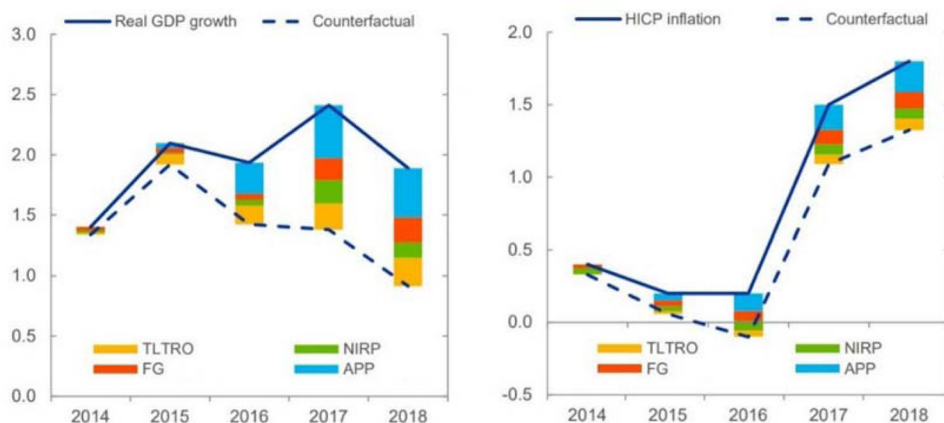 Real GDP growth Counterfactual
3.0
2.5
2.0
1.5
1.0
0.5
0.0
TLTRO NIRP
FG APP
2014 2015 2016 2017 2018
HICP inflation Counterfactual
2.0
1.5
1.0
0.5
0.0
-0.5
TLTRO NIRP
FG APP
2014 2015 2016 2017 2018